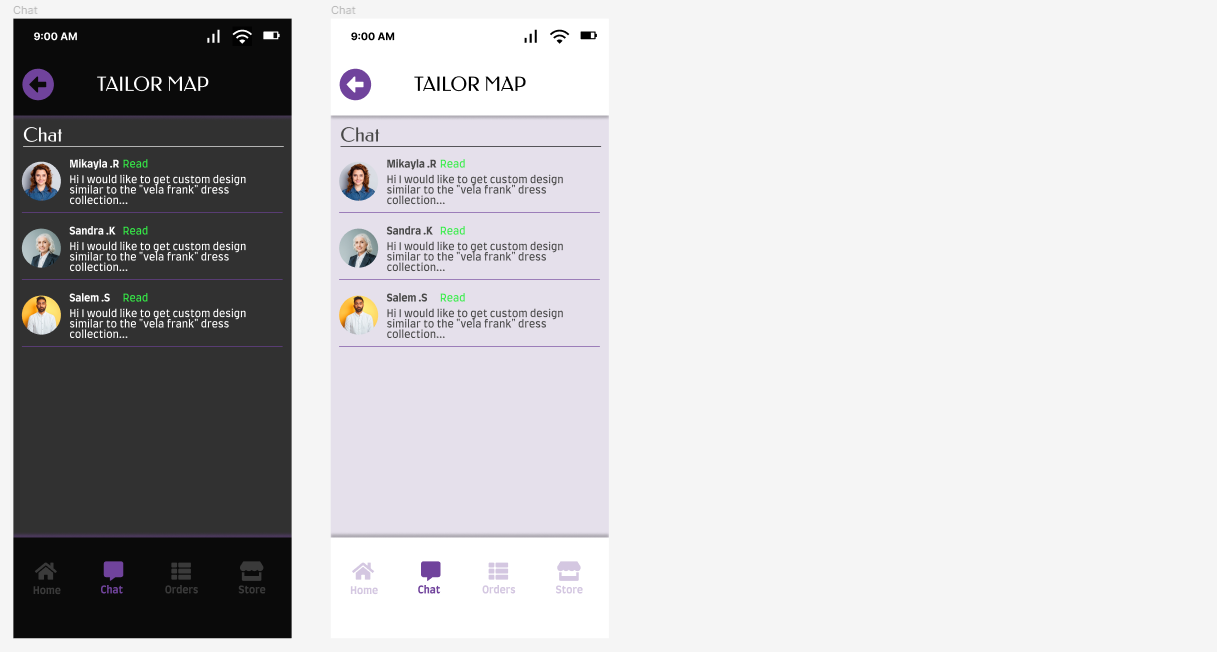 Chat
9:00 AM
TAILOR MAP
Chat
Mikayla .R Read
Hi I would like to get custom design
similar to the "vela frank" dress
collection...
Sandra .K Read
Hi I would like to get custom design
similar to the "vela frank" dress
collection...
Salem .S Read
Hi I would like to get custom design
similar to the "vela frank" dress
collection...
Home Chat Orders Store
Chat
9:00 AM
TAILOR MAP
Chat
Mikayla .R Read
Hi I would like to get custom design
similar to the "vela frank" dress
collection...
Sandra .K Read
Hi I would like to get custom design
similar to the "vela frank" dress
collection...
Salem .S Read
Hi I would like to get custom design
similar to the "vela frank" dress
collection...
Home Chat Orders Store